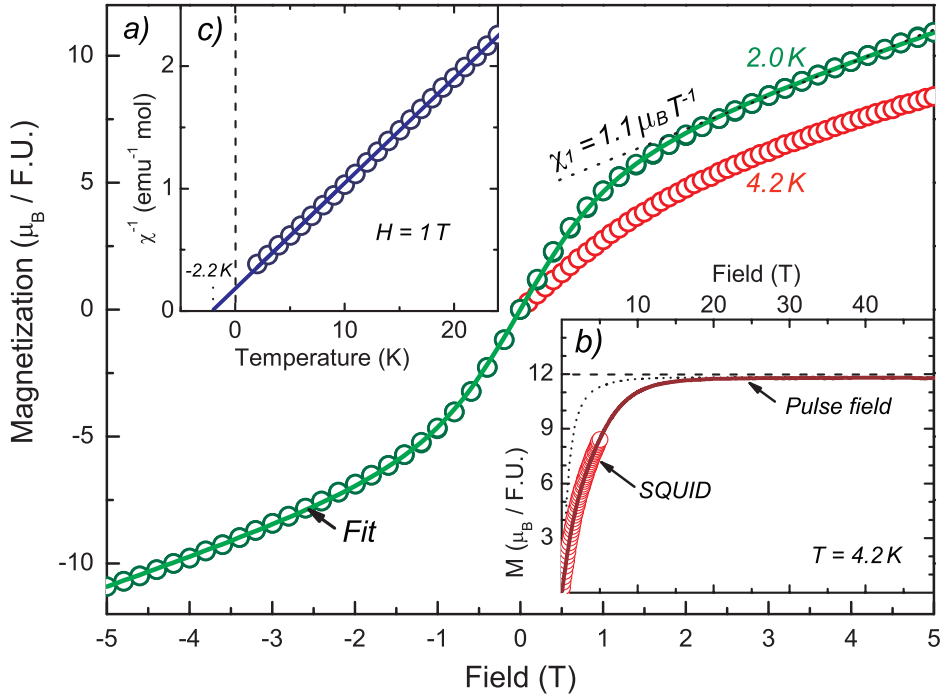 a)
10
5
0
-5
-10
Magnetization (μB / F.U.)
-5 -4 -3 -2 -1 0 1 2 3 4 5
Field (T)
2.0 K
χ1 = 1.1 μB T-1
4.2 K
Fit
c)
2
1
0
χ-1 (emu-1 mol)
-2.2 K
H = 1 T
0 10 20
Temperature (K)
Field (T)
10 20 30 40
b)
12
9
6
3
M (μB / F.U.)
Pulse field
SQUID
T = 4.2 K